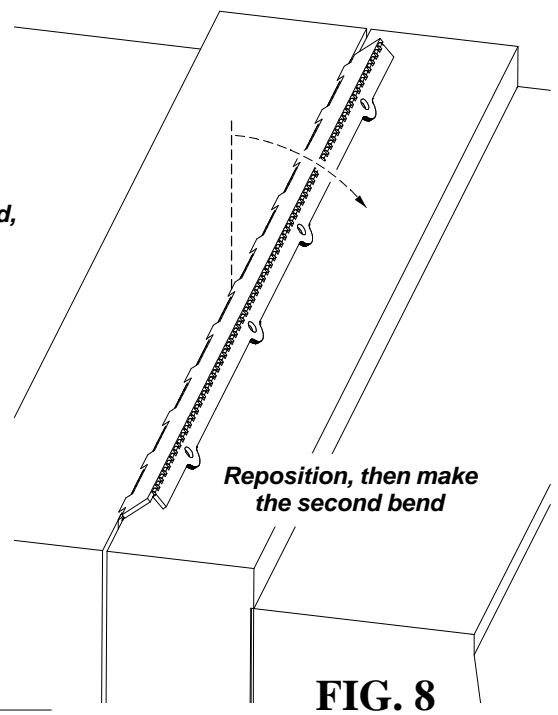 d,
Reposition, then make
the second bend
FIG. 8